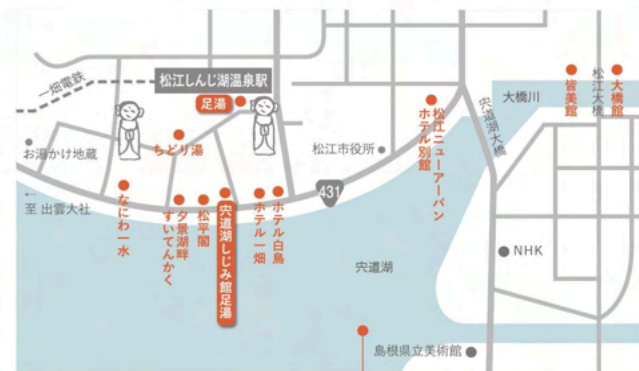 一畑電鉄
松江しんじ湖温泉駅
足湯
ちどり湯
お湯かけ地蔵
←
至 出雲大社
なにわ一水
夕景湖畔
すいてんかく
松平閣
宍道湖しじみ館足湯
ホテル一畑
ホテル白鳥
431
松江市役所
松江ニューアーバン
ホテル別館
宍道湖大橋
大橋川
皆美館
松江大橋
大橋館
宍道湖
NHK
島根県立美術館